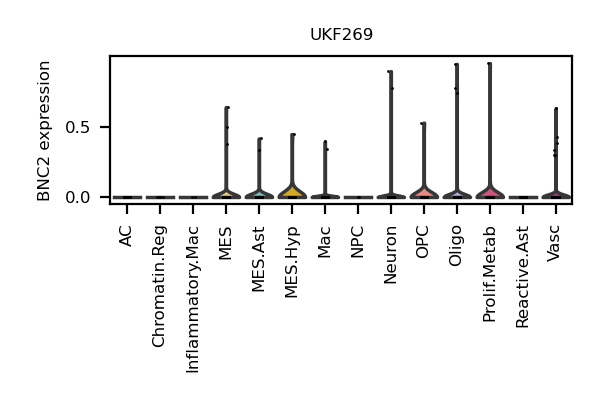 UKF269
BNC2 expression
0.5
0.0
AC
Chromatin.Reg
Inflammatory.Mac
MES
MES.Ast
MES.Hyp
Mac
NPC
Neuron
OPC
Oligo
Prolif.Metab
Reactive.Ast
Vasc